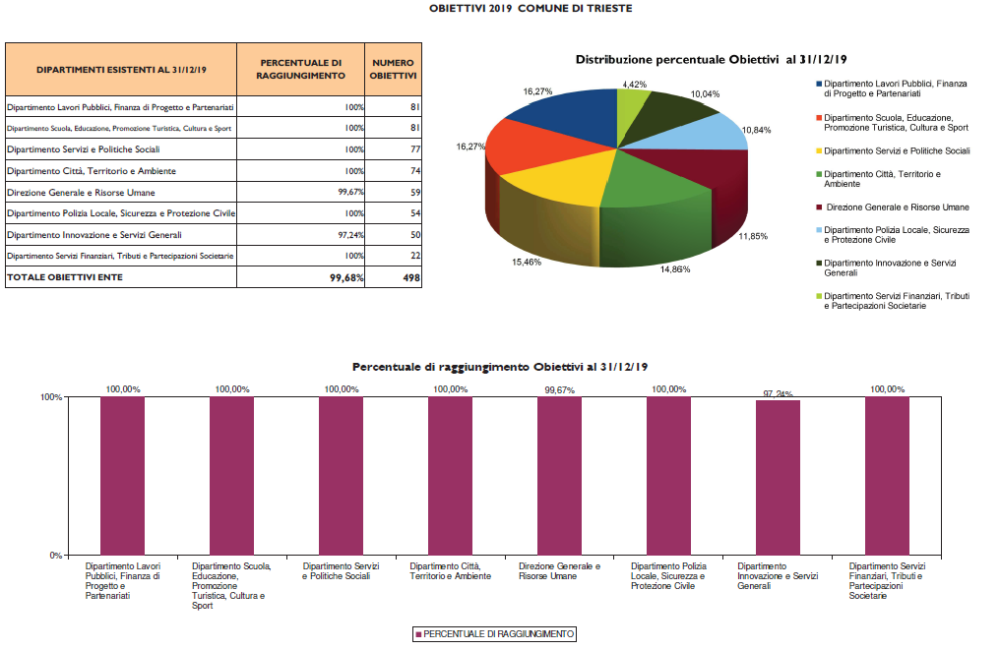 OBIETTIVI 2019 COMUNE DI TRIESTE
DIPARTIMENTI ESISTENTI AL 31/12/19
PERCENTUALE DI
RAGGIUNGIMENTO
NUMERO
OBIETTIVI
Dipartimento Lavori Pubblici, Finanza di Progetto e Partenariati 100% 81
Dipartimento Scuola, Educazione, Promozione Turistica, Cultura e Sport 100% 81
Dipartimento Servizi e Politiche Sociali 100% 77
Dipartimento Città, Territorio e Ambiente 100% 74
Direzione Generale e Risorse Umane 99,67% 59
Dipartimento Polizia Locale, Sicurezza e Protezione Civile 100% 54
Dipartimento Innovazione e Servizi Generali 97,24% 50
Dipartimento Servizi Finanziari, Tributi e Partecipazioni Societarie 100% 22
TOTALE OBIETTIVI ENTE 99,68% 498
Distribuzione percentuale Obiettivi al 31/12/19
16,27%
4,42%
10,04%
10,84%
16,27%
11,85%
15,46%
14,86%
Dipartimento Lavori Pubblici, Finanza
di Progetto e Partenariati
Dipartimento Scuola, Educazione,
Promozione Turistica, Cultura e Sport
Dipartimento Servizi e Politiche Sociali
Dipartimento Città, Territorio e
Ambiente
Direzione Generale e Risorse Umane
Dipartimento Polizia Locale, Sicurezza
e Protezione Civile
Dipartimento Innovazione e Servizi
Generali
Dipartimento Servizi Finanziari, Tributi
e Partecipazioni Societarie
Percentuale di raggiungimento Obiettivi al 31/12/19
100,00% 100,00% 100,00% 100,00% 99,67% 100,00% 97,24% 100,00%
100%
0%
Dipartimento Lavori
Pubblici, Finanza di
Progetto e
Partenariati
Dipartimento Scuola,
Educazione,
Promozione
Turistica, Cultura e
Sport
Dipartimento Servizi
e Politiche Sociali
Dipartimento Città,
Territorio e Ambiente
Direzione Generale e
Risorse Umane
Dipartimento Polizia
Locale, Sicurezza e
Protezione Civile
Dipartimento
Innovazione e Servizi
Generali
Dipartimento Servizi
Finanziari, Tributi e
Partecipazioni
Societarie
PERCENTUALE DI RAGGIUNGIMENTO